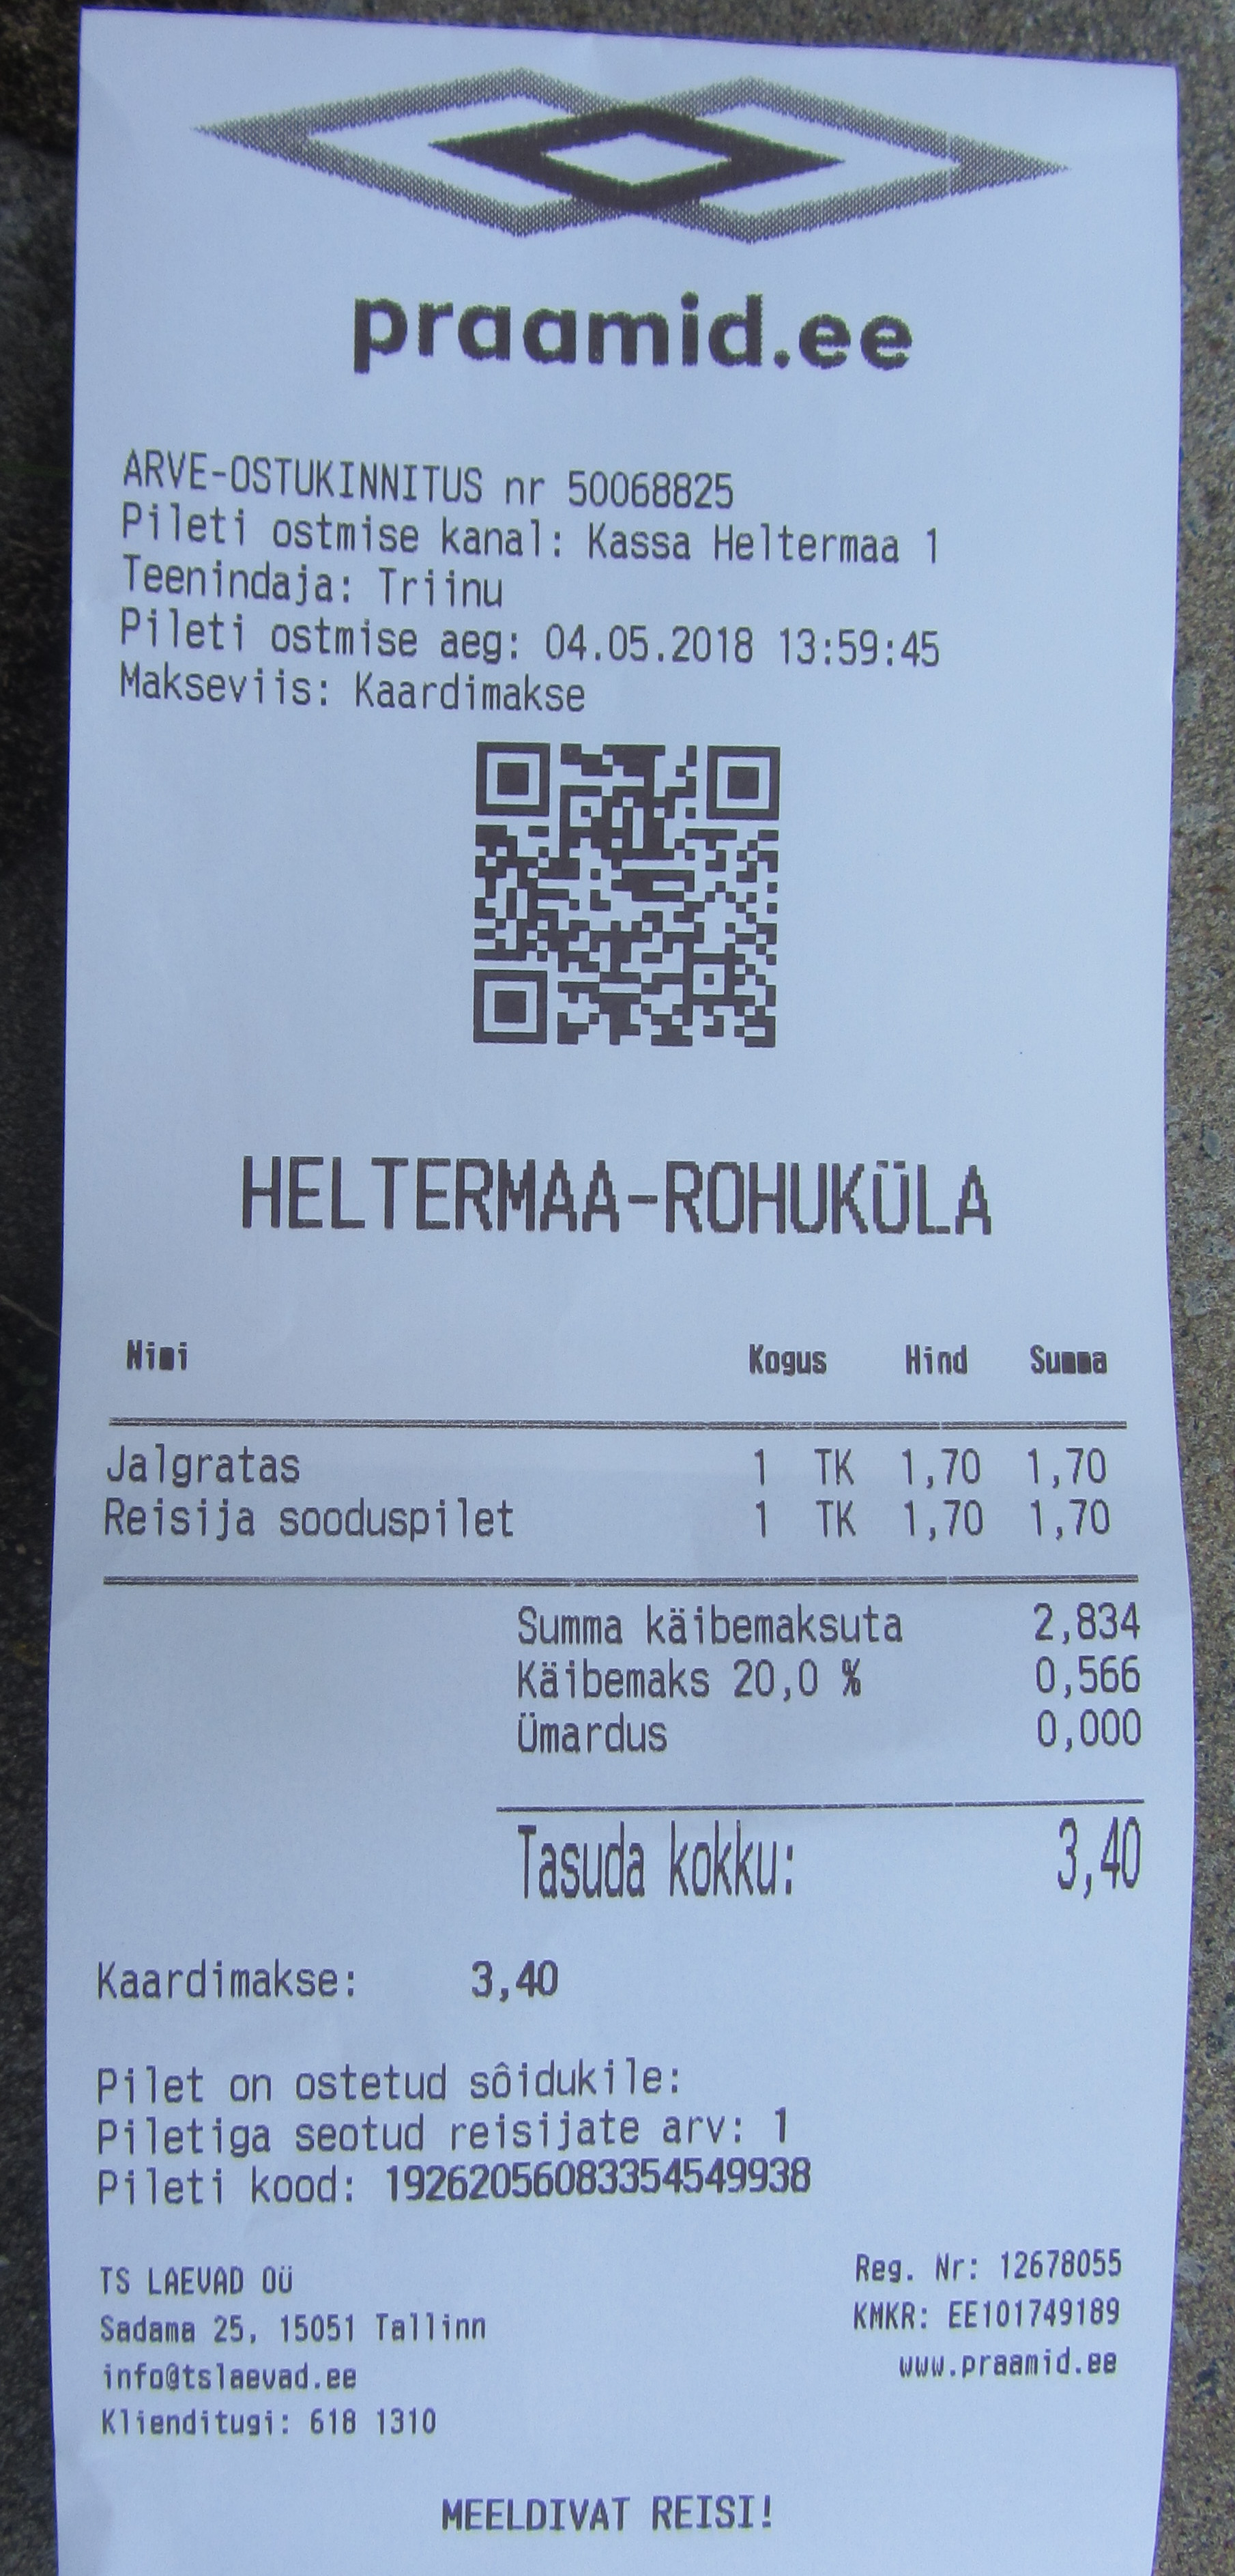 praamid.ee
ARVE-OSTUKINNITUS nr 50068825
Pileti ostmise kanal: Kassa Heltermaa 1
Teenindaja: Triinu
Pileti ostmise aeg: 04.05.2018 13:59:45
Makseviis: Kaardimakse
HELTERMAA-ROHUKÜLA
Nimi Kogus Hind Summa
Jalgratas 1 TK 1,70 1,70
Reisija sooduspilet 1 TK 1,70 1,70
Summa käibemaksuta 2,834
Käibemaks 20,0 % 0,566
Ümardus 0,000
Tasuda kokku: 3,40
Kaardimakse: 3,40
Pilet on ostetud sôidukile:
Piletiga seotud reisijate arv: 1
Pileti kood: 19262056083354549938
TS LAEVAD OÜ Reg. Nr: 12678055
Sadama 25, 15051 Tallinn KMKR: EE101749189
info@tslaevad.ee www.praamid.ee
Klienditugi: 618 1310
MEELDIVAT REISI!